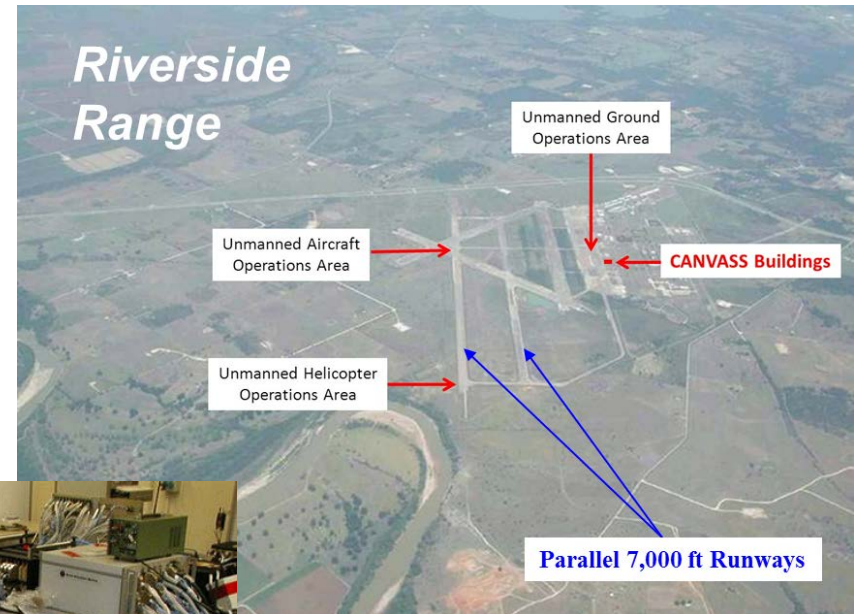 Riverside
Range
Unmanned Ground
Operations Area
Unmanned Aircraft
Operations Area
CANVASS Buildings
Unmanned Helicopter
Operations Area
Parallel 7,000 ft Runways